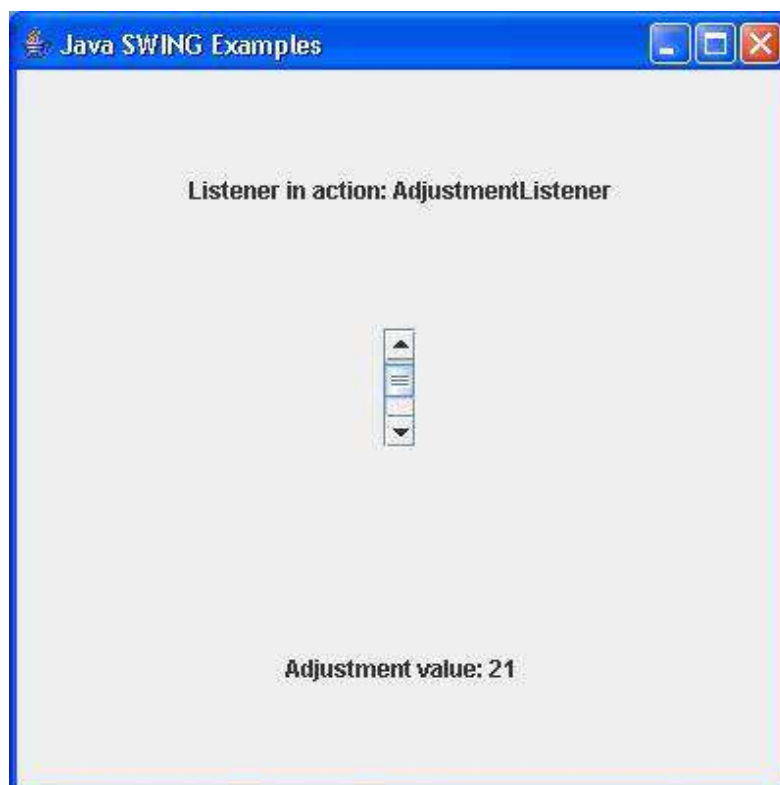 Java SWING Examples
Listener in action: AdjustmentListener
Adjustment value: 21